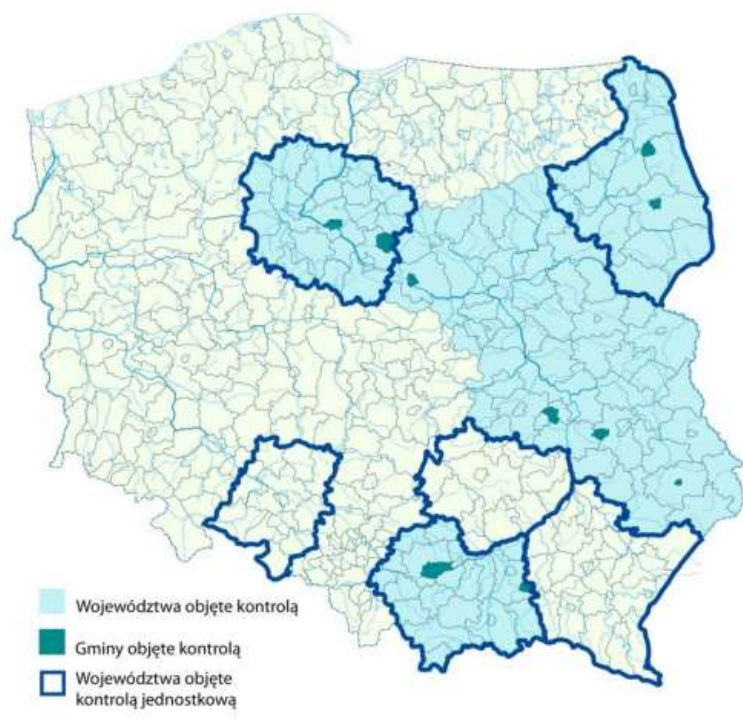 Województwa objęte kontrolą
Gminy objęte kontrolą
Województwa objęte
kontrolą jednostkową